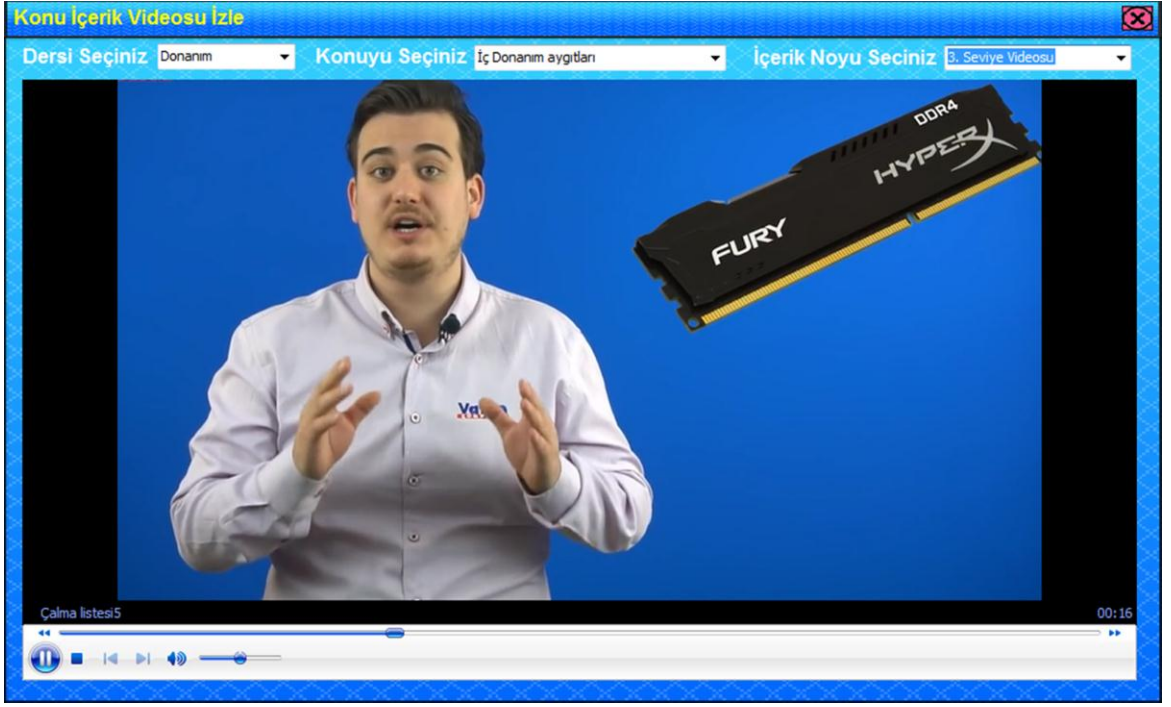 Konu İçerik Videosu İzle
Dersi Seçiniz Donanım Konuyu Seçiniz İç Donanım aygıtları İçerik Noyu Seciniz 3. Seviye Videosu
DDR4
HYPERX
FURY
Çalma listesi5 00:16